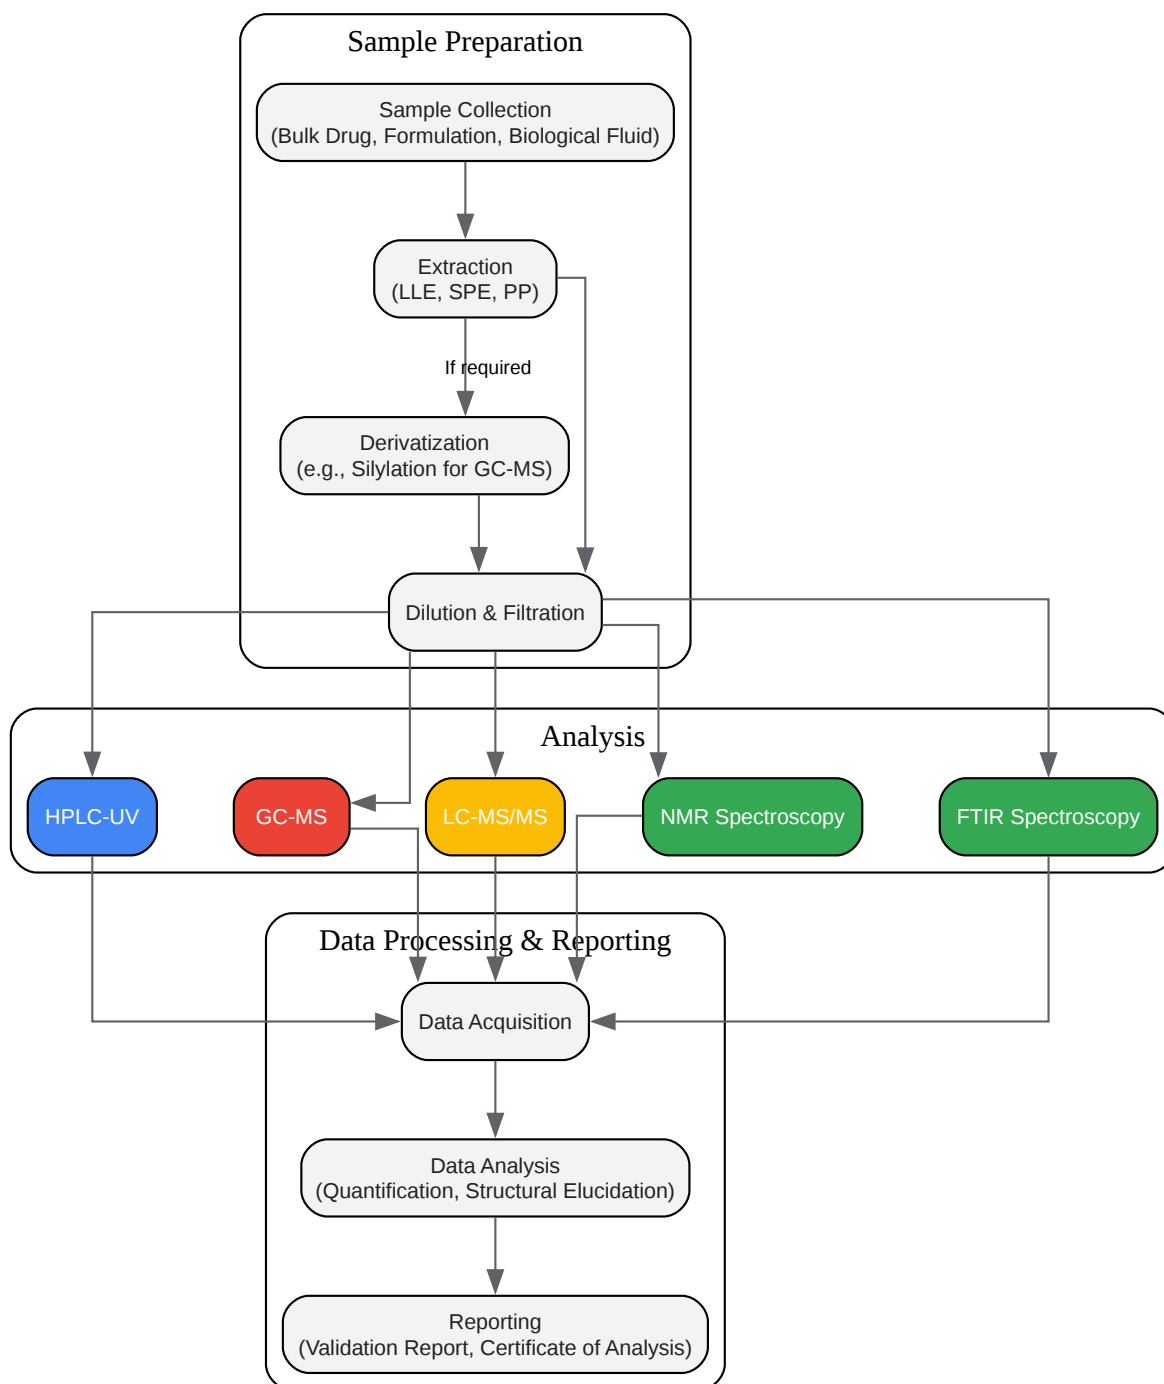 Sample Preparation
Sample Collection
(Bulk Drug, Formulation, Biological Fluid)
Extraction
(LLE, SPE, PP)
If required
Derivatization
(e.g., Silylation for GC-MS)
Dilution & Filtration
Analysis
HPLC-UV
GC-MS
LC-MS/MS
NMR Spectroscopy
FTIR Spectroscopy
Data Processing & Reporting
Data Acquisition
Data Analysis
(Quantification, Structural Elucidation)
Reporting
(Validation Report, Certificate of Analysis)